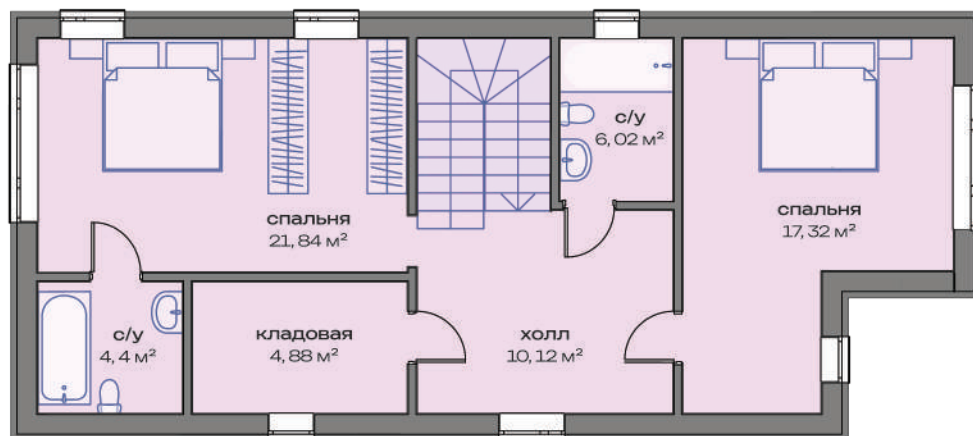 с/у
6,02 м²
спальня
21,84 м²
спальня
17,32 м²
с/у
4,4 м²
кладовая
4,88 м²
холл
10,12 м²